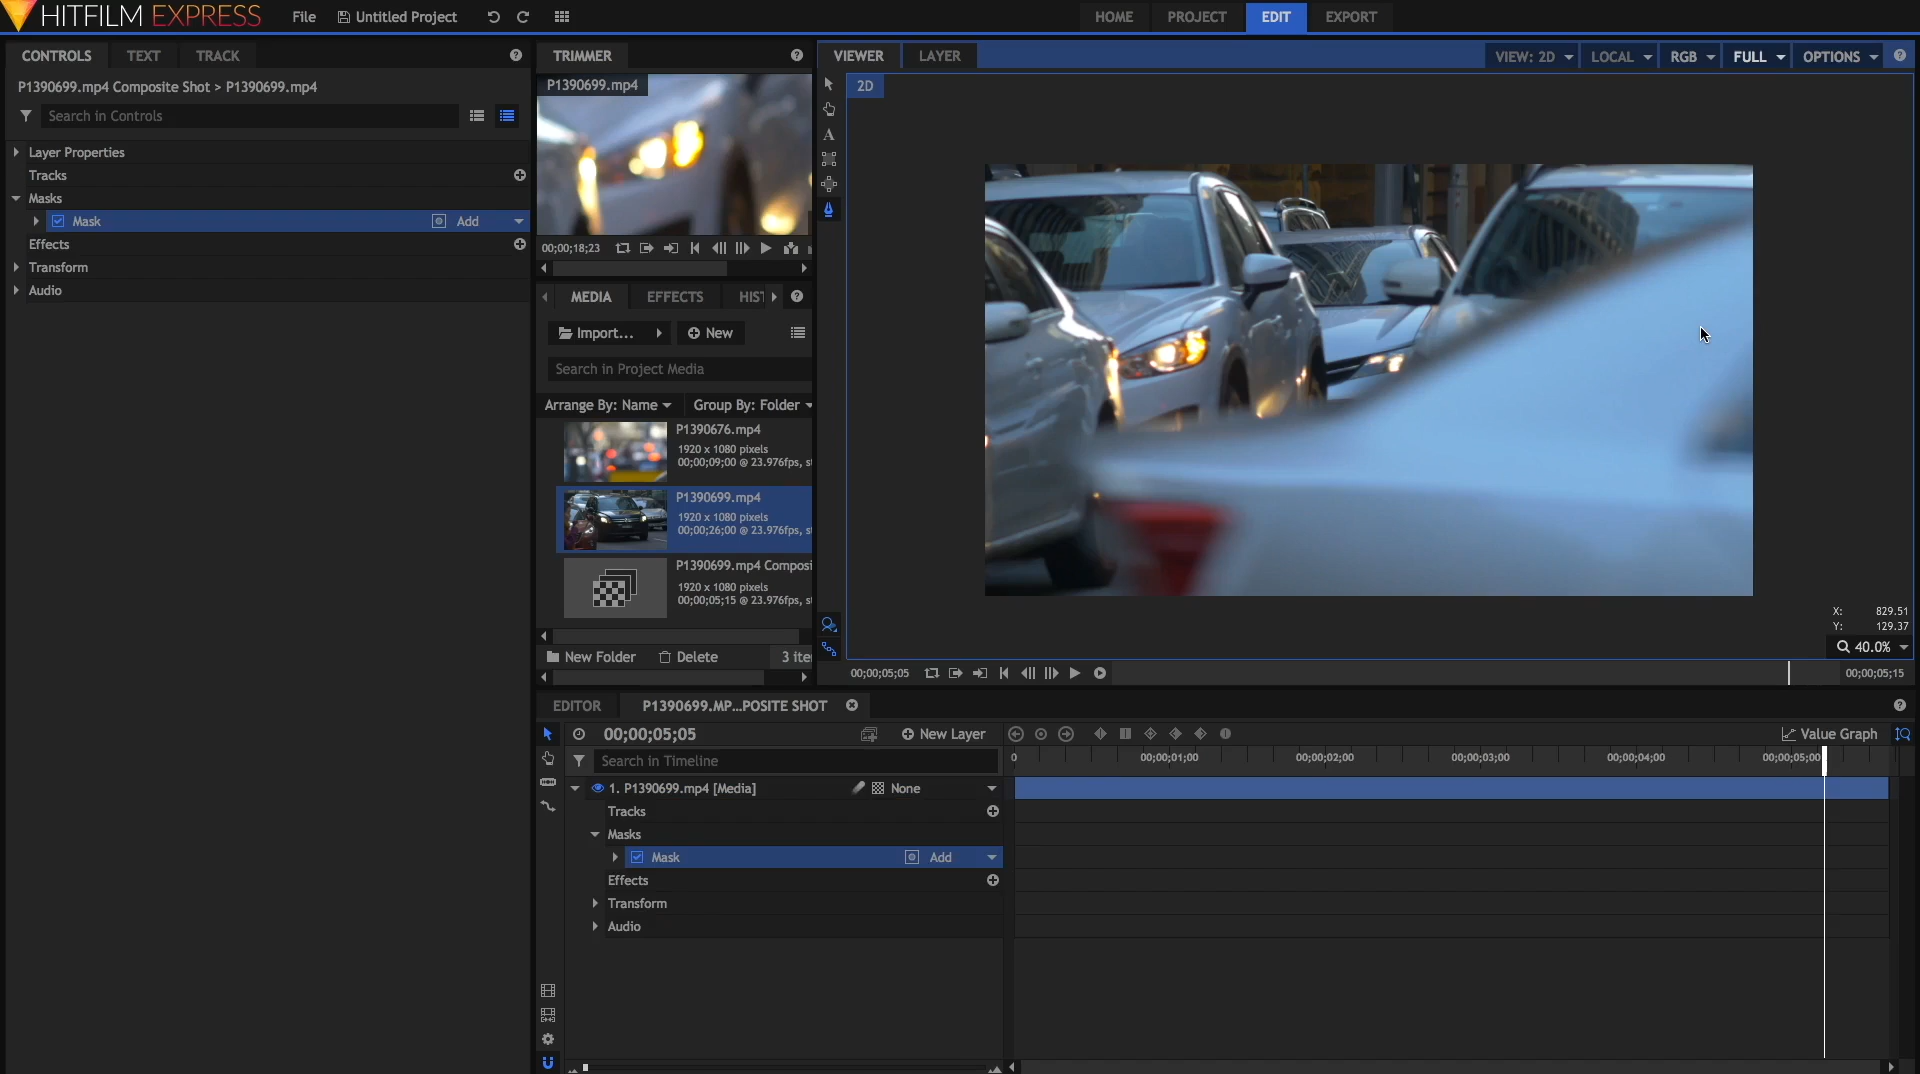 HITFILM EXPRESS
File
Untitled Project
HOME
PROJECT
EDIT
EXPORT
CONTROLS
TEXT
TRACK
P1390699.mp4 Composite Shot > P1390699.mp4
Search in Controls
Layer Properties
Tracks
Masks
Mask
Add
Effects
Transform
Audio
TRIMMER
P1390699.mp4
00;00;18;23
MEDIA
EFFECTS
Import...
New
Search in Project Media
Arrange By: Name
Group By: Folder
P1390676.mp4
1920 x 1080 pixels
00;00;09;00 @ 23.976fps,
P1390699.mp4
1920 x 1080 pixels
00;00;26;00 @ 23.976fps,
P1390699.mp4
1920 x 1080 pixels
00;00;05;15 @ 23.976fps,
New Folder
Delete
3
VIEWER
LAYER
VIEW: 2D
LOCAL
RGB
FULL
OPTIONS
2D
A
X: 829.51
Y: 129.37
40.0%
00;00;05;05
00;00;05;15
EDITOR
P1390699.MP...POSITE SHOT
00;00;05;05
New Layer
Value Graph
Search in Timeline
0
00;00;01;00
00;00;02;00
00;00;03;00
00;00;04;00
00;00;05;00
1. P1390699.mp4 [Media]
None
Tracks
Masks
Mask
Add
Effects
Transform
Audio